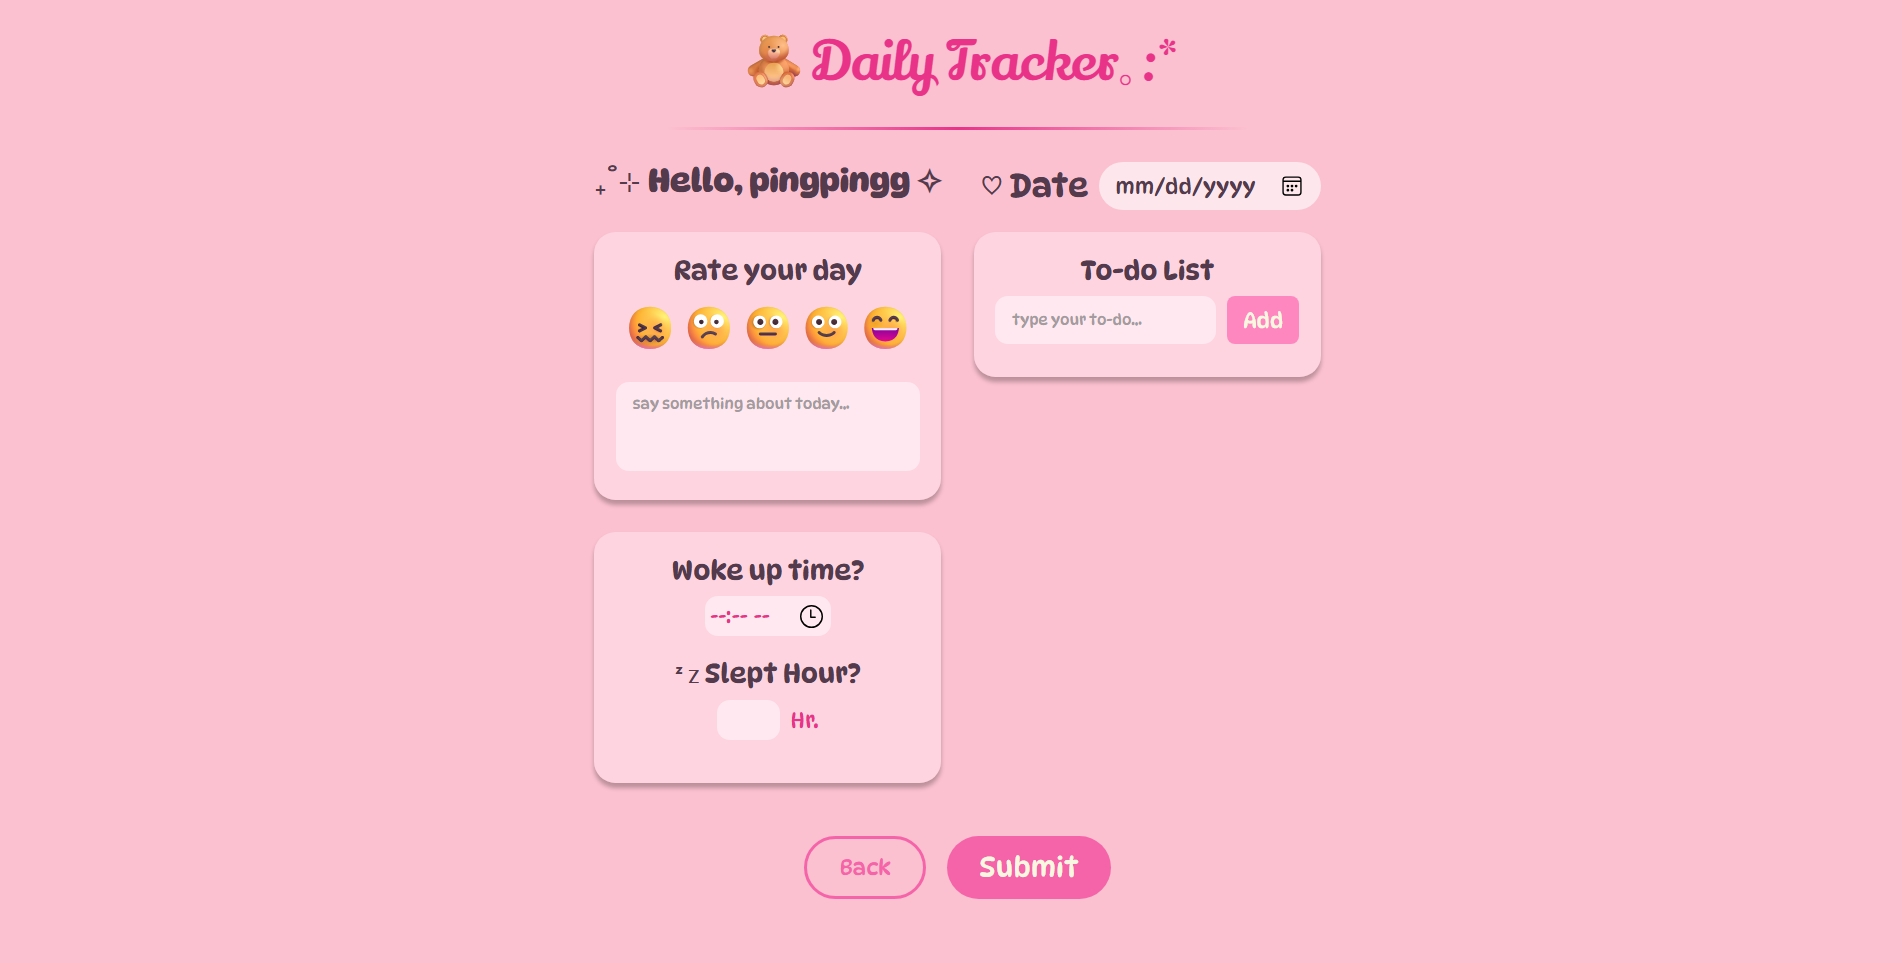 Daily Tracker｡:*
₊˚⊹ Hello, pingpingg ✧
♡ Date mm/dd/yyyy
Rate your day
say something about today...
To-do List
type your to-do...
Add
Woke up time?
--:-- --
ᶻ z Slept Hour?
Hr.
Back
Submit